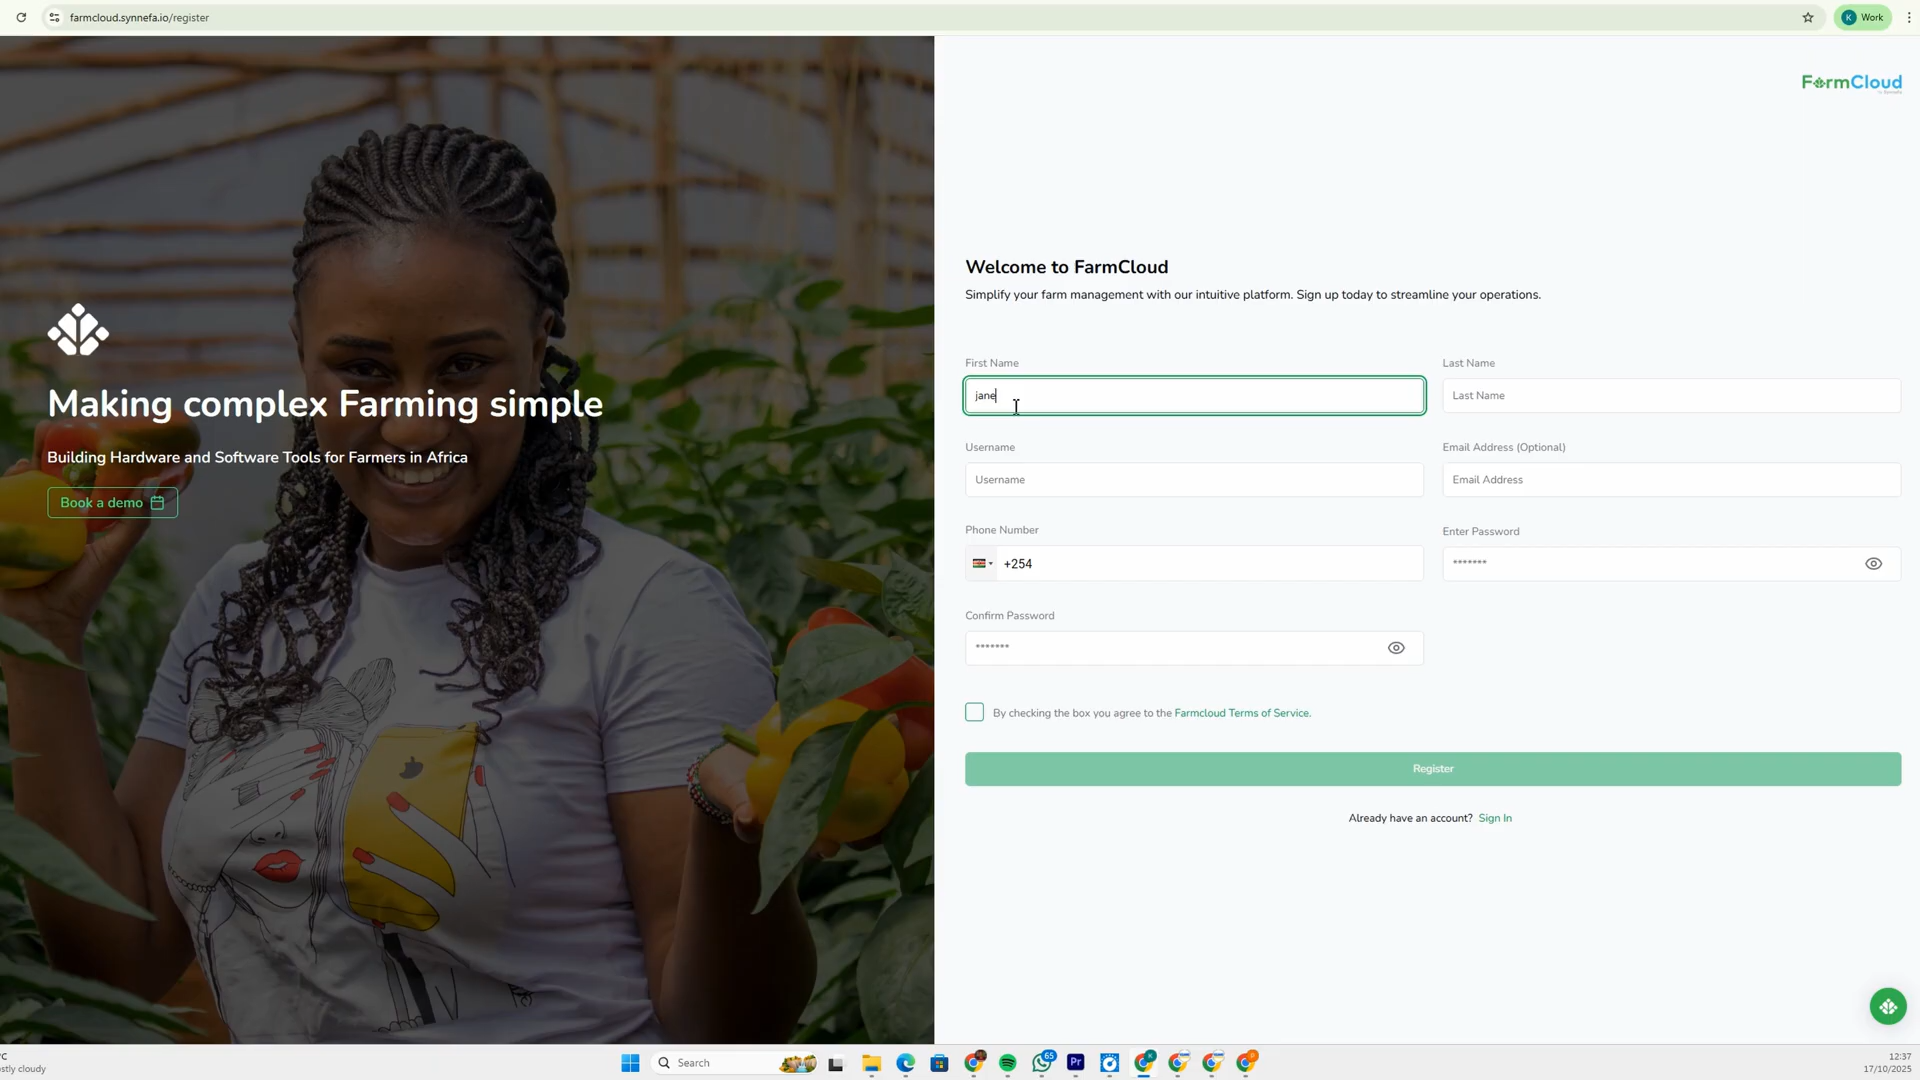 farmcloud.synnefa.io/register
K Work
FarmCloud
Making complex Farming simple
Building Hardware and Software Tools for Farmers in Africa
Book a demo
Welcome to FarmCloud
Simplify your farm management with our intuitive platform. Sign up today to streamline your operations.
First Name
Last Name
jane
Last Name
Username
Email Address (Optional)
Username
Email Address
Phone Number
Enter Password
+254
*******
Confirm Password
*******
By checking the box you agree to the Farmcloud Terms of Service.
Register
Already have an account? Sign In
Search
65
Pr
12:37
17/10/2025
°C
stly cloudy